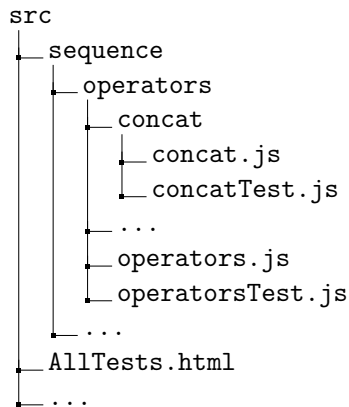 src
sequence
operators
concat
concat.js
concatTest.js
...
operators.js
operatorsTest.js
...
AllTests.html
...